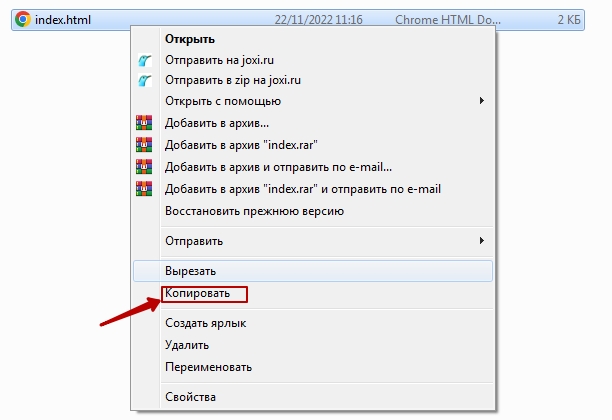 index.html 22/11/2022 11:16 Chrome HTML Do... 2 КБ
Открыть
Отправить на joxi.ru
Отправить в zip на joxi.ru
Открыть с помощью
Добавить в архив...
Добавить в архив "index.rar"
Добавить в архив и отправить по e-mail...
Добавить в архив "index.rar" и отправить по e-mail
Восстановить прежнюю версию
Отправить
Вырезать
Копировать
Создать ярлык
Удалить
Переименовать
Свойства